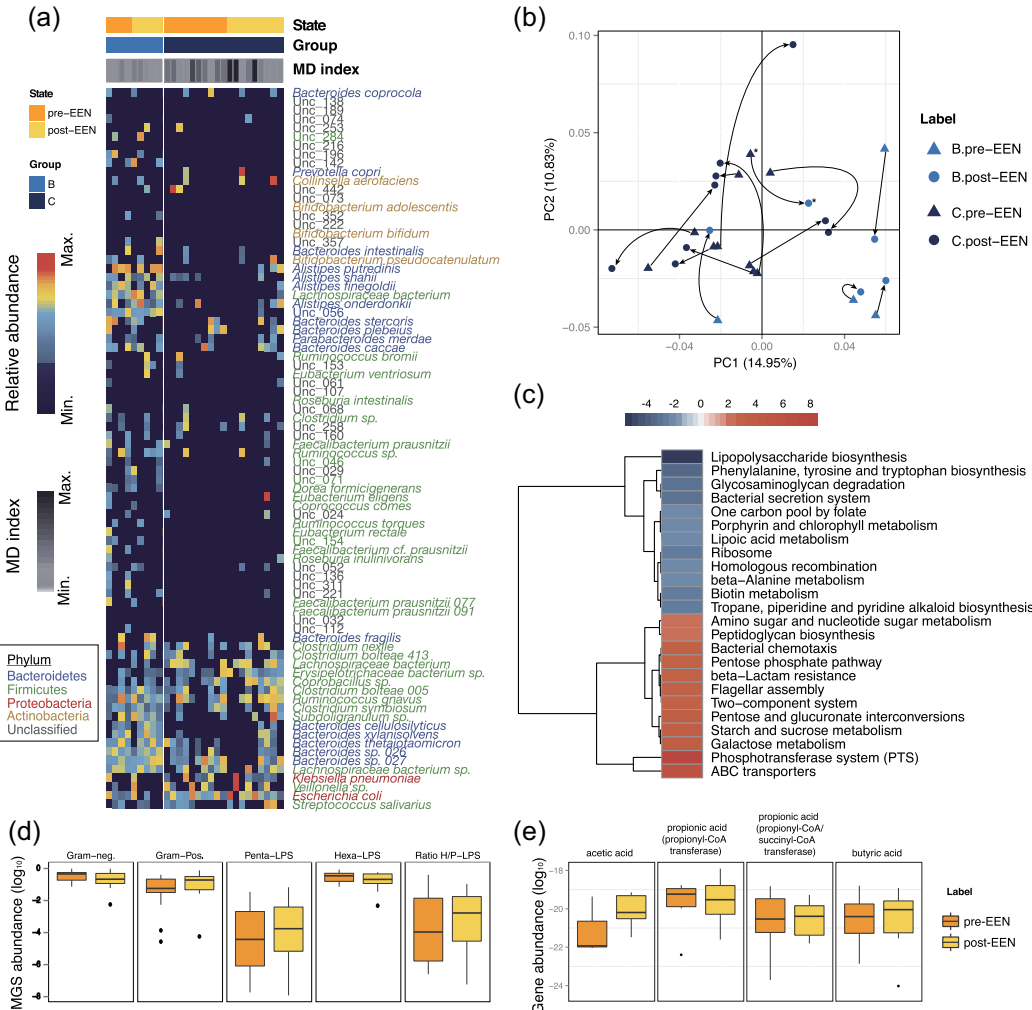 (a)
State
Group
MD index
State
pre-EEN
post-EEN
Group
B
C
Max.
Relative abundance
Min.
Max.
MD index
Min.
Phylum
Bacteroidetes
Firmicutes
Proteobacteria
Actinobacteria
Unclassified
Bacteroides coprocola
Unc_138
Unc_189
Unc_074
Unc_253
Unc_284
Unc_216
Unc_196
Unc_142
Prevotella copri
Collinsella aerofaciens
Unc_442
Unc_073
Bifidobacterium adolescentis
Unc_352
Unc_222
Bifidobacterium bifidum
Unc_357
Bacteroides intestinalis
Bifidobacterium pseudocatenulatum
Alistipes putredinis
Alistipes shahii
Alistipes finegoldii
Lachnospiraceae bacterium
Alistipes onderdonkii
Unc_056
Bacteroides stercoris
Bacteroides plebeius
Parabacteroides merdae
Bacteroides caccae
Ruminococcus bromii
Unc_153
Eubacterium ventriosum
Unc_061
Unc_107
Roseburia intestinalis
Unc_068
Clostridium sp.
Unc_258
Unc_160
Faecalibacterium prausnitzii
Ruminococcus sp.
Unc_046
Unc_029
Unc_071
Dorea formicigenerans
Eubacterium eligens
Coprococcus comes
Unc_024
Ruminococcus torques
Eubacterium rectale
Unc_154
Faecalibacterium cf. prausnitzii
Roseburia inulinivorans
Unc_052
Unc_136
Unc_311
Unc_221
Faecalibacterium prausnitzii 077
Faecalibacterium prausnitzii 091
Unc_032
Unc_112
Bacteroides fragilis
Clostridium nexile
Clostridium bolteae 413
Lachnospiraceae bacterium
Erysipelotrichaceae bacterium sp.
Coprobacillus sp.
Clostridium bolteae 005
Ruminococcus gnavus
Clostridium symbiosum
Subdoligranulum sp.
Bacteroides cellulosilyticus
Bacteroides xylanisolvens
Bacteroides thetaiotaomicron
Bacteroides sp. 026
Bacteroides sp. 027
Lachnospiraceae bacterium sp.
Klebsiella pneumoniae
Veillonella sp.
Escherichia coli
Streptococcus salivarius
(b)
0.10
0.05
0.00
−0.05
PC2 (10.83%)
*
*
−0.04
0.00
0.04
PC1 (14.95%)
Label
B.pre−EEN
B.post−EEN
C.pre−EEN
C.post−EEN
(c)
-4 -2 0 2 4 6 8
Lipopolysaccharide biosynthesis
Phenylalanine, tyrosine and tryptophan biosynthesis
Glycosaminoglycan degradation
Bacterial secretion system
One carbon pool by folate
Porphyrin and chlorophyll metabolism
Lipoic acid metabolism
Ribosome
Homologous recombination
beta−Alanine metabolism
Biotin metabolism
Tropane, piperidine and pyridine alkaloid biosynthesis
Amino sugar and nucleotide sugar metabolism
Peptidoglycan biosynthesis
Bacterial chemotaxis
Pentose phosphate pathway
beta−Lactam resistance
Flagellar assembly
Two−component system
Pentose and glucuronate interconversions
Starch and sucrose metabolism
Galactose metabolism
Phosphotransferase system (PTS)
ABC transporters
(d)
Gram−neg. Gram−Pos. Penta−LPS Hexa−LPS Ratio H/P−LPS
MGS abundance (log10)
0
−2
−4
−6
−8
(e)
acetic acid
propionic acid
(propionyl-CoA
transferase)
propionic acid
(propionyl-CoA/
succinyl-CoA
transferase)
butyric acid
Gene abundance (log10)
−18
−20
−22
−24
Label
pre−EEN
post−EEN